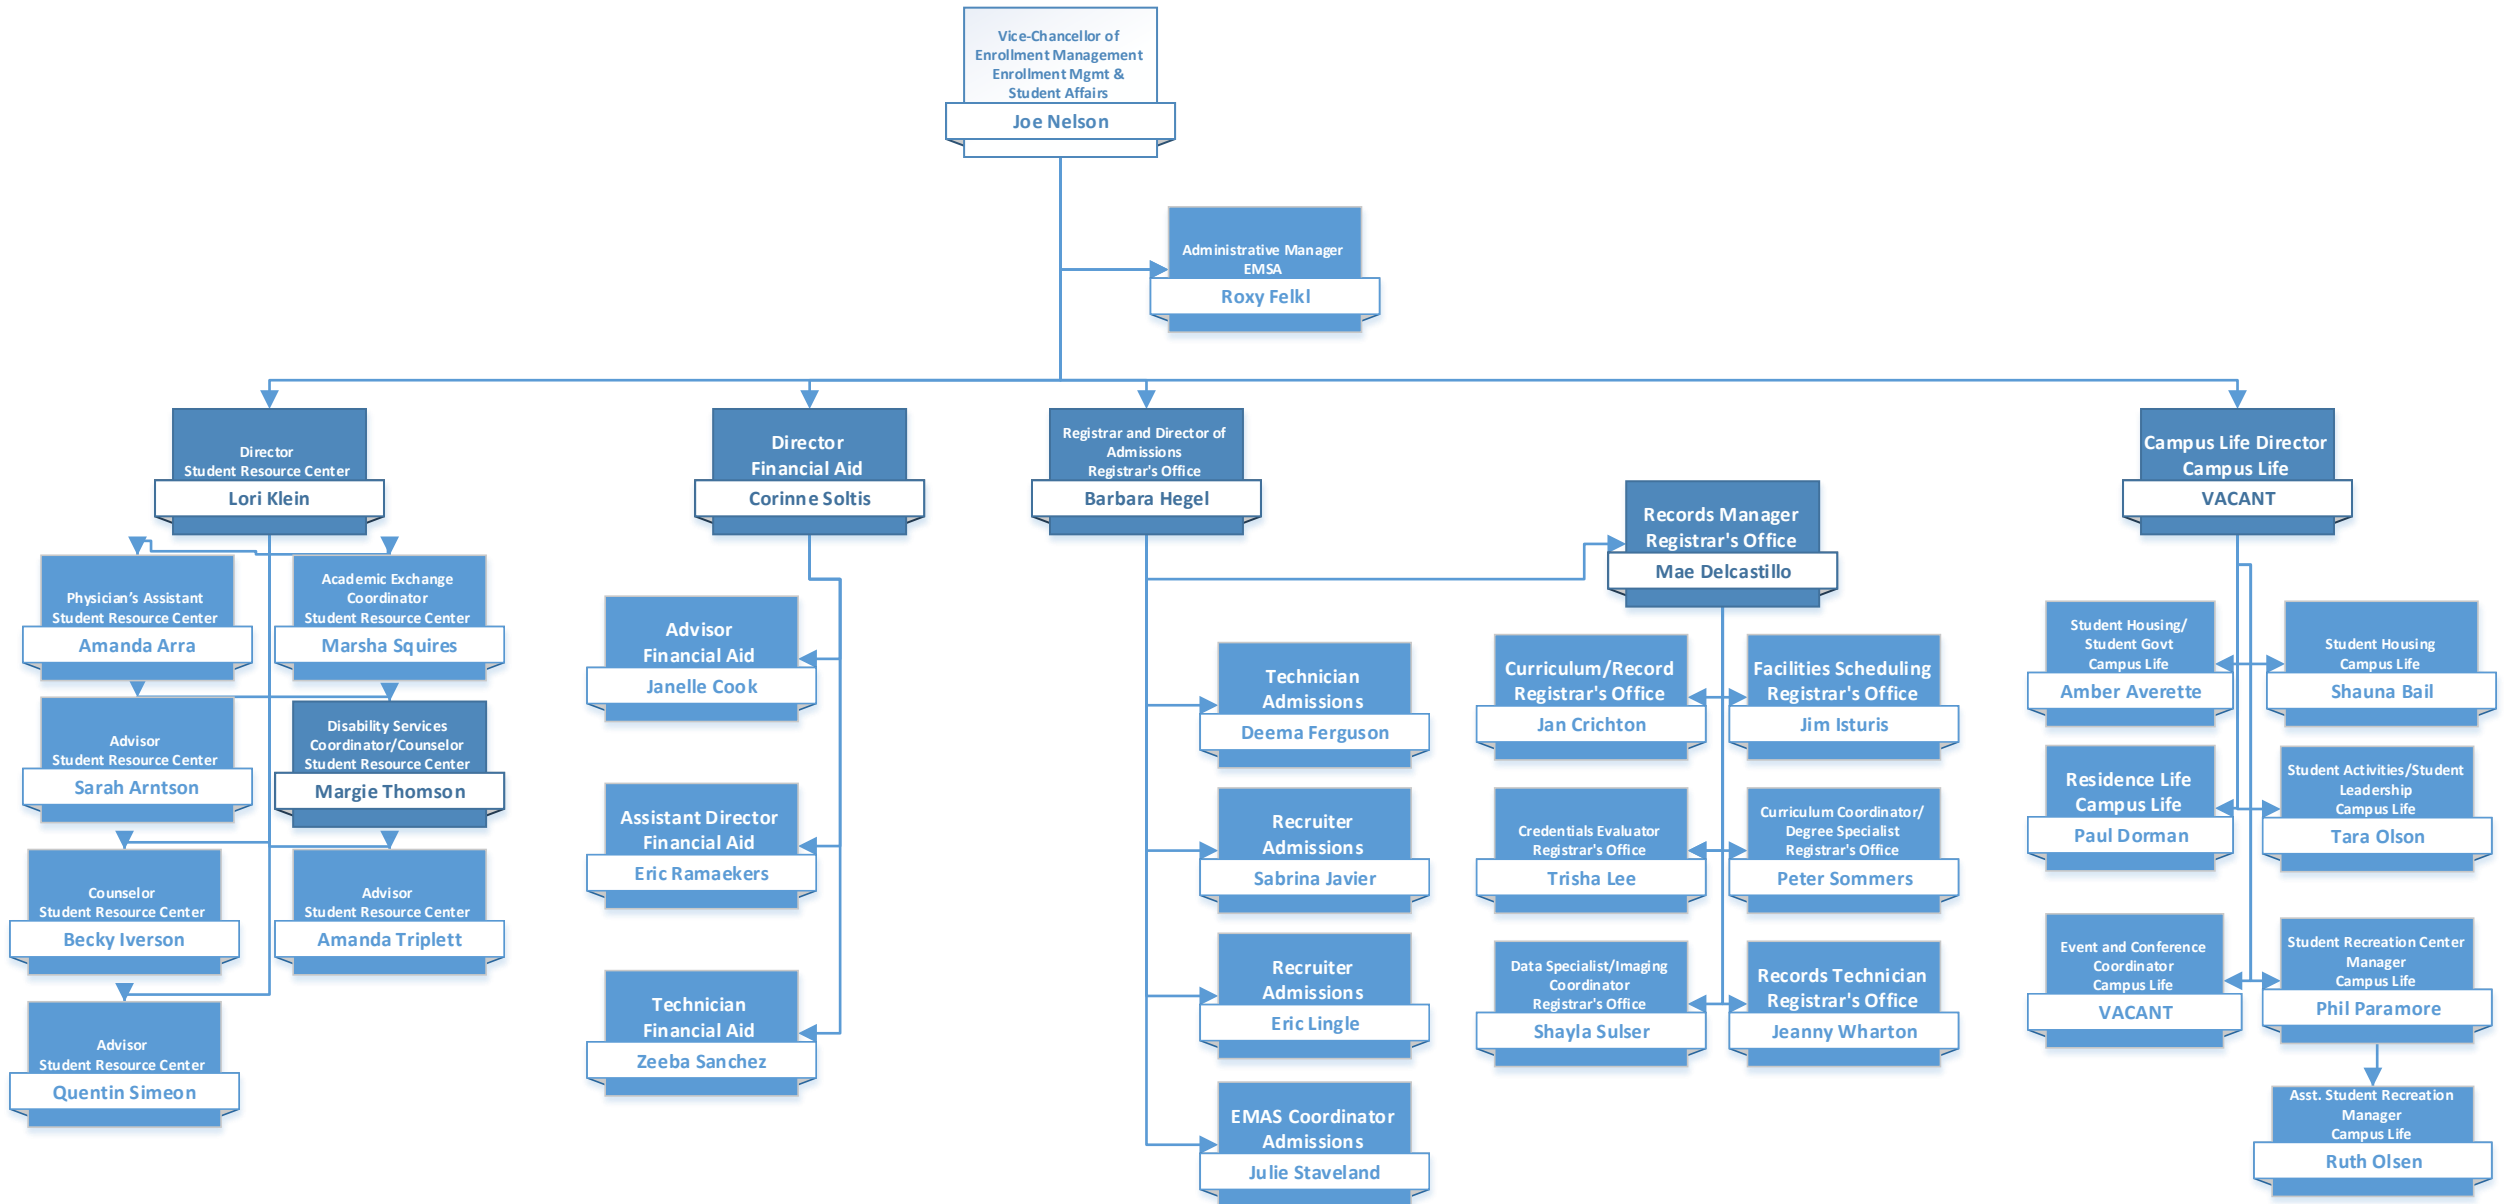 Vice-Chancellor of
Enrollment Management
Enrollment Mgmt &
Student Affairs
Joe Nelson
Administrative Manager
EMSA
Roxy Felkl
Director
Student Resource Center
Lori Klein
Physician's Assistant
Student Resource Center
Amanda Arra
Academic Exchange
Coordinator
Student Resource Center
Marsha Squires
Advisor
Student Resource Center
Sarah Arntson
Disability Services
Coordinator/Counselor
Student Resource Center
Margie Thomson
Counselor
Student Resource Center
Becky Iverson
Advisor
Student Resource Center
Amanda Triplett
Advisor
Student Resource Center
Quentin Simeon
Director
Financial Aid
Corinne Soltis
Advisor
Financial Aid
Janelle Cook
Assistant Director
Financial Aid
Eric Ramaekers
Technician
Financial Aid
Zeeba Sanchez
Registrar and Director of
Admissions
Registrar's Office
Barbara Hegel
Technician
Admissions
Deema Ferguson
Recruiter
Admissions
Sabrina Javier
Recruiter
Admissions
Eric Lingle
EMAS Coordinator
Admissions
Julie Staveland
Records Manager
Registrar's Office
Mae Delcastillo
Curriculum/Record
Registrar's Office
Jan Crichton
Facilities Scheduling
Registrar's Office
Jim Isturis
Credentials Evaluator
Registrar's Office
Trisha Lee
Curriculum Coordinator/
Degree Specialist
Registrar's Office
Peter Sommers
Data Specialist/Imaging
Coordinator
Registrar's Office
Shayla Sulser
Records Technician
Registrar's Office
Jeanny Wharton
Campus Life Director
Campus Life
VACANT
Student Housing/
Student Govt
Campus Life
Amber Averette
Student Housing
Campus Life
Shauna Bail
Residence Life
Campus Life
Paul Dorman
Student Activities/Student
Leadership
Campus Life
Tara Olson
Event and Conference
Coordinator
Campus Life
VACANT
Student Recreation Center
Manager
Campus Life
Phil Paramore
Asst. Student Recreation
Manager
Campus Life
Ruth Olsen